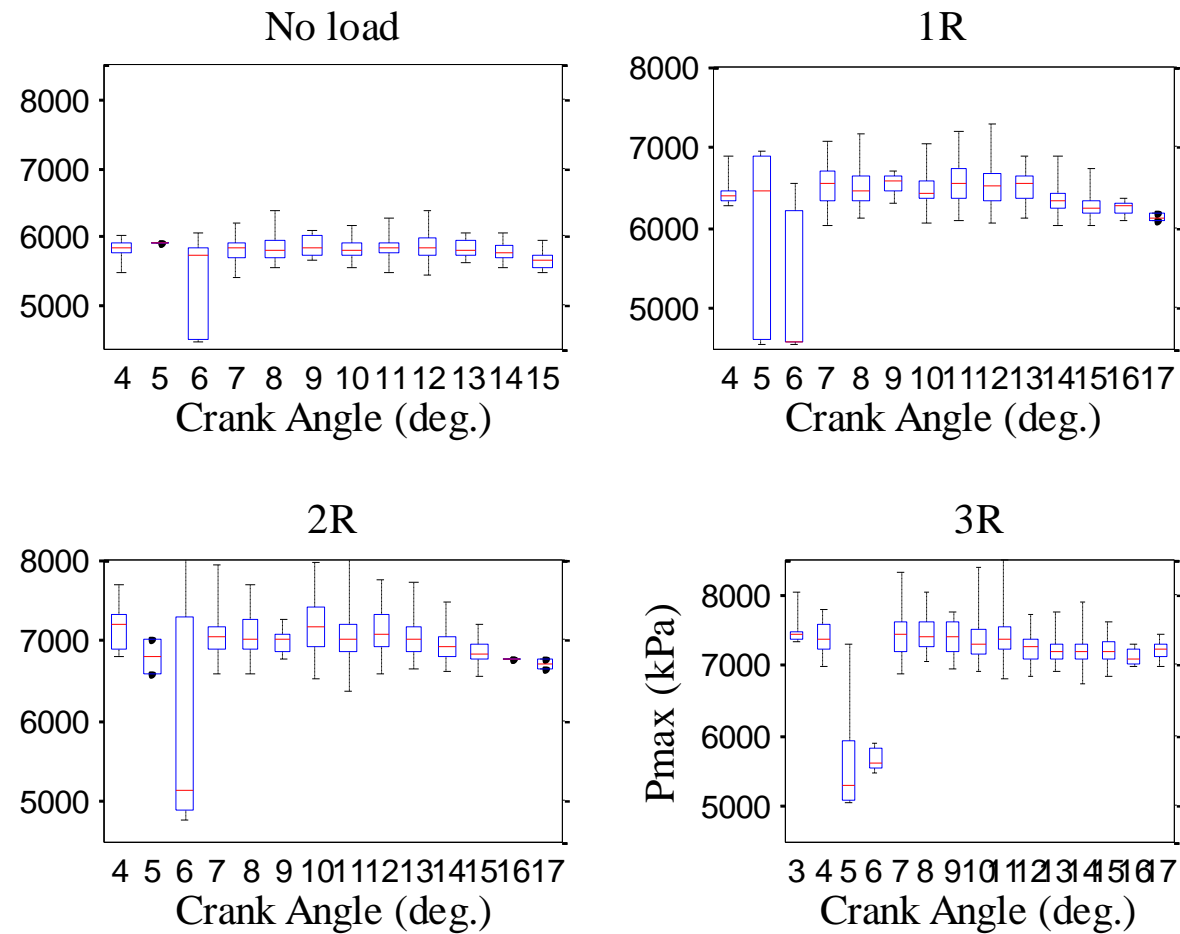 No load
8000
7000
6000
5000
4 5 6 7 8 9 10 11 12 13 14 15
Crank Angle (deg.)
1R
8000
7000
6000
5000
4 5 6 7 8 9 10 11 12 13 14 15 16 17
Crank Angle (deg.)
2R
8000
7000
6000
5000
4 5 6 7 8 9 10 11 12 13 14 15 16 17
Crank Angle (deg.)
3R
Pmax (kPa)
8000
7000
6000
5000
3 4 5 6 7 8 9 10 11 12 13 14 15 16 17
Crank Angle (deg.)